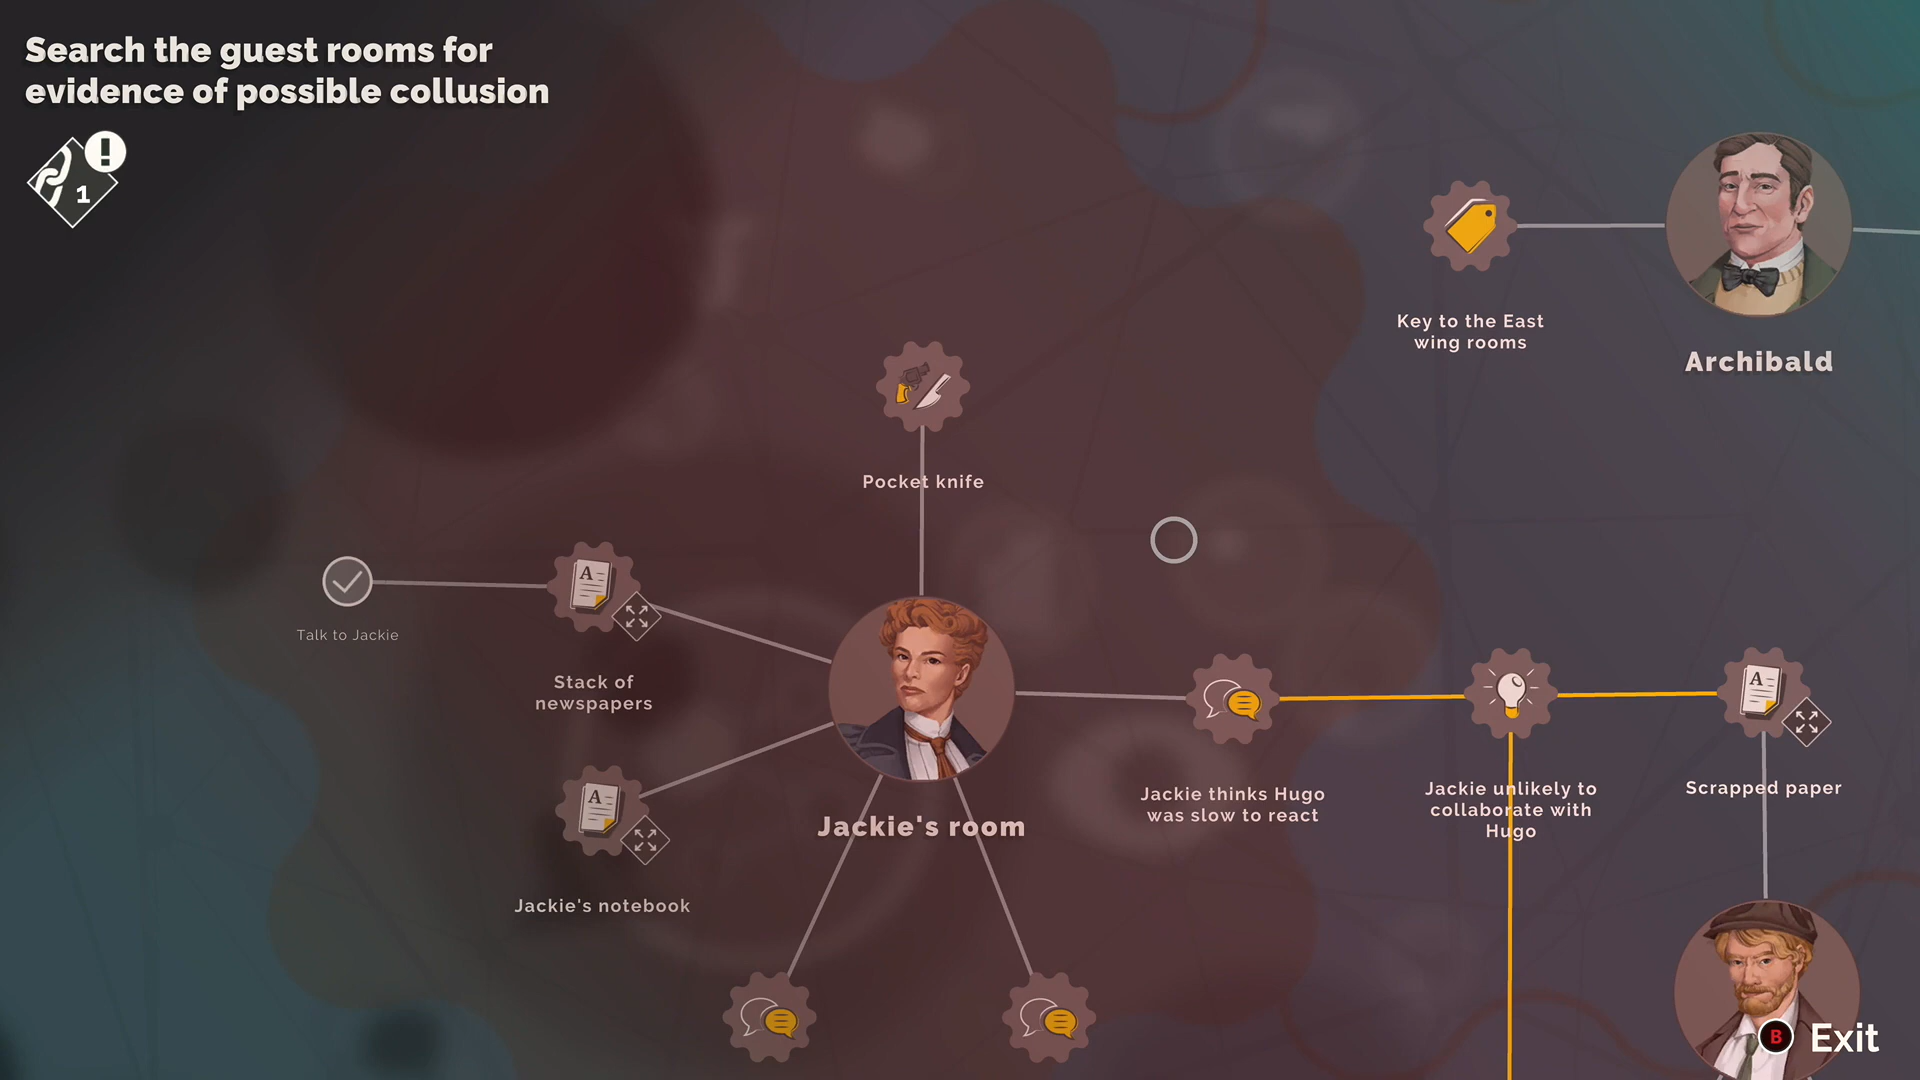 Search the guest rooms for
evidence of possible collusion
!
1
Key to the East
wing rooms
Archibald
Pocket knife
A
Talk to Jackie
Stack of
newspapers
A
Jackie thinks Hugo
was slow to react
Jackie unlikely to
collaborate with
Hugo
Scrapped paper
A
Jackie's room
Jackie's notebook
B Exit